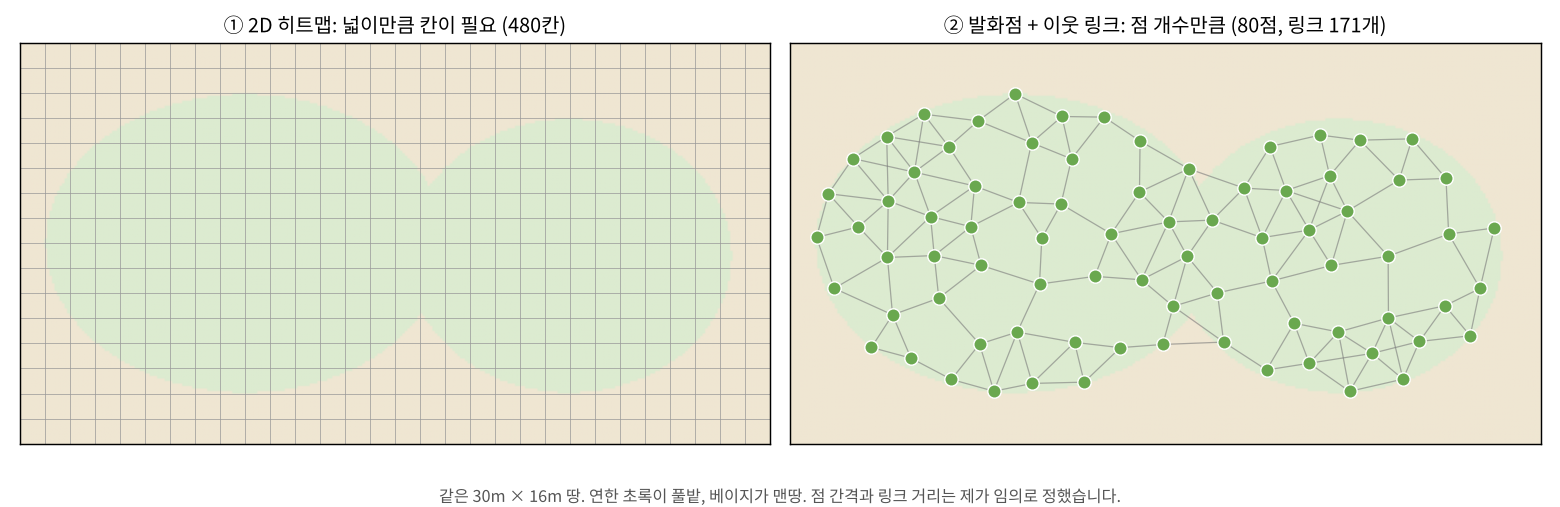 ① 2D 히트맵: 넓이만큼 칸이 필요 (480칸)
② 발화점 + 이웃 링크: 점 개수만큼 (80점, 링크 171개)
같은 30m × 16m 땅. 연한 초록이 풀밭, 베이지가 맨땅. 점 간격과 링크 거리는 제가 임의로 정했습니다.